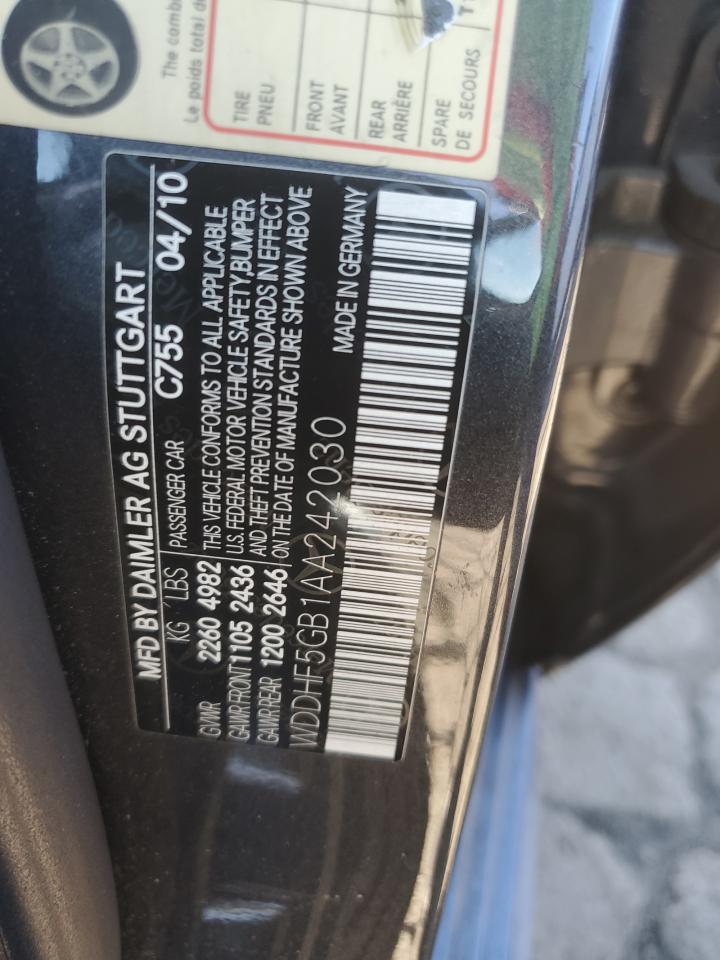 The comb
Le poids total d
TIRE
PNEU
FRONT
AVANT
REAR
ARRIÈRE
SPARE
DE SECOURS
MFD BY DAIMLER AG STUTTGART
KG / LBS PASSENGER CAR C755 04/10
GVWR 2260 4982 THIS VEHICLE CONFORMS TO ALL APPLICABLE
GAWR FRONT 1105 2436 U.S. FEDERAL MOTOR VEHICLE SAFETY,BUMPER
GAWR REAR 1200 2646 AND THEFT PREVENTION STANDARDS IN EFFECT
ON THE DATE OF MANUFACTURE SHOWN ABOVE
WDDHF5GB1AA242030 MADE IN GERMANY